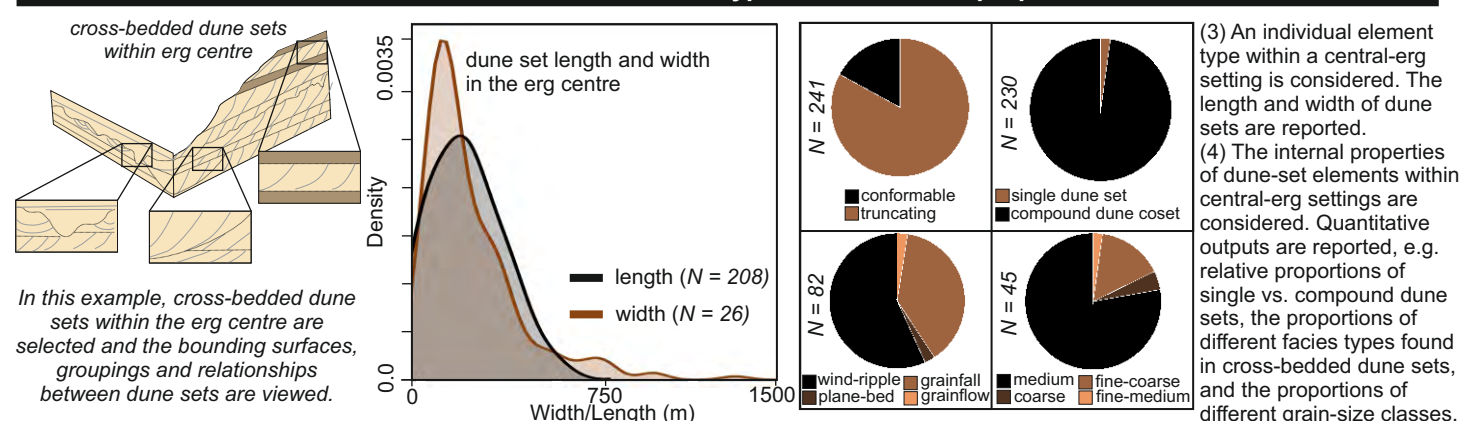 cross-bedded dune sets
within erg centre
In this example, cross-bedded dune
sets within the erg centre are
selected and the bounding surfaces,
groupings and relationships
between dune sets are viewed.
0.0035
Density
0.0
dune set length and width
in the erg centre
length (N = 208)
width (N = 26)
0
750
1500
Width/Length (m)
N = 241
conformable
truncating
N = 230
single dune set
compound dune coset
N = 82
wind-ripple
grainfall
plane-bed
grainflow
N = 45
medium
fine-coarse
coarse
fine-medium
(3) An individual element
type within a central-erg
setting is considered. The
length and width of dune
sets are reported.
(4) The internal properties
of dune-set elements within
central-erg settings are
considered. Quantitative
outputs are reported, e.g.
relative proportions of
single vs. compound dune
sets, the proportions of
different facies types found
in cross-bedded dune sets,
and the proportions of
different grain-size classes.